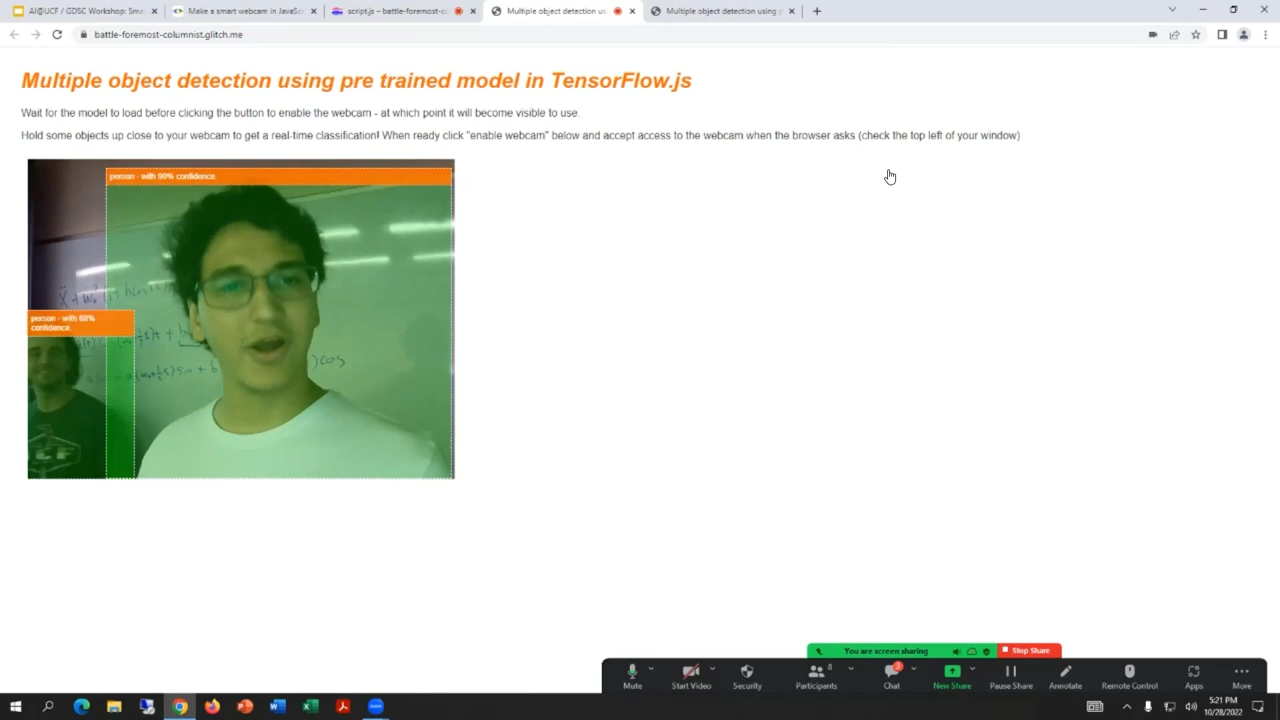 AI@UCF / GDSC Workshop: Sma
Make a smart webcam in JavaSc
script.js – battle-foremost-co
Multiple object detection us
Multiple object detection using p
battle-foremost-columnist.glitch.me
Multiple object detection using pre trained model in TensorFlow.js
Wait for the model to load before clicking the button to enable the webcam - at which point it will become visible to use.
Hold some objects up close to your webcam to get a real-time classification! When ready click "enable webcam" below and accept access to the webcam when the browser asks (check the top left of your window)
person - with 90% confidence.
person - with 68%
confidence.
You are screen sharing
Stop Share
Mute
Start Video
Security
Participants
8
Chat
3
New Share
Pause Share
Annotate
Remote Control
Apps
More
5:21 PM
10/28/2022